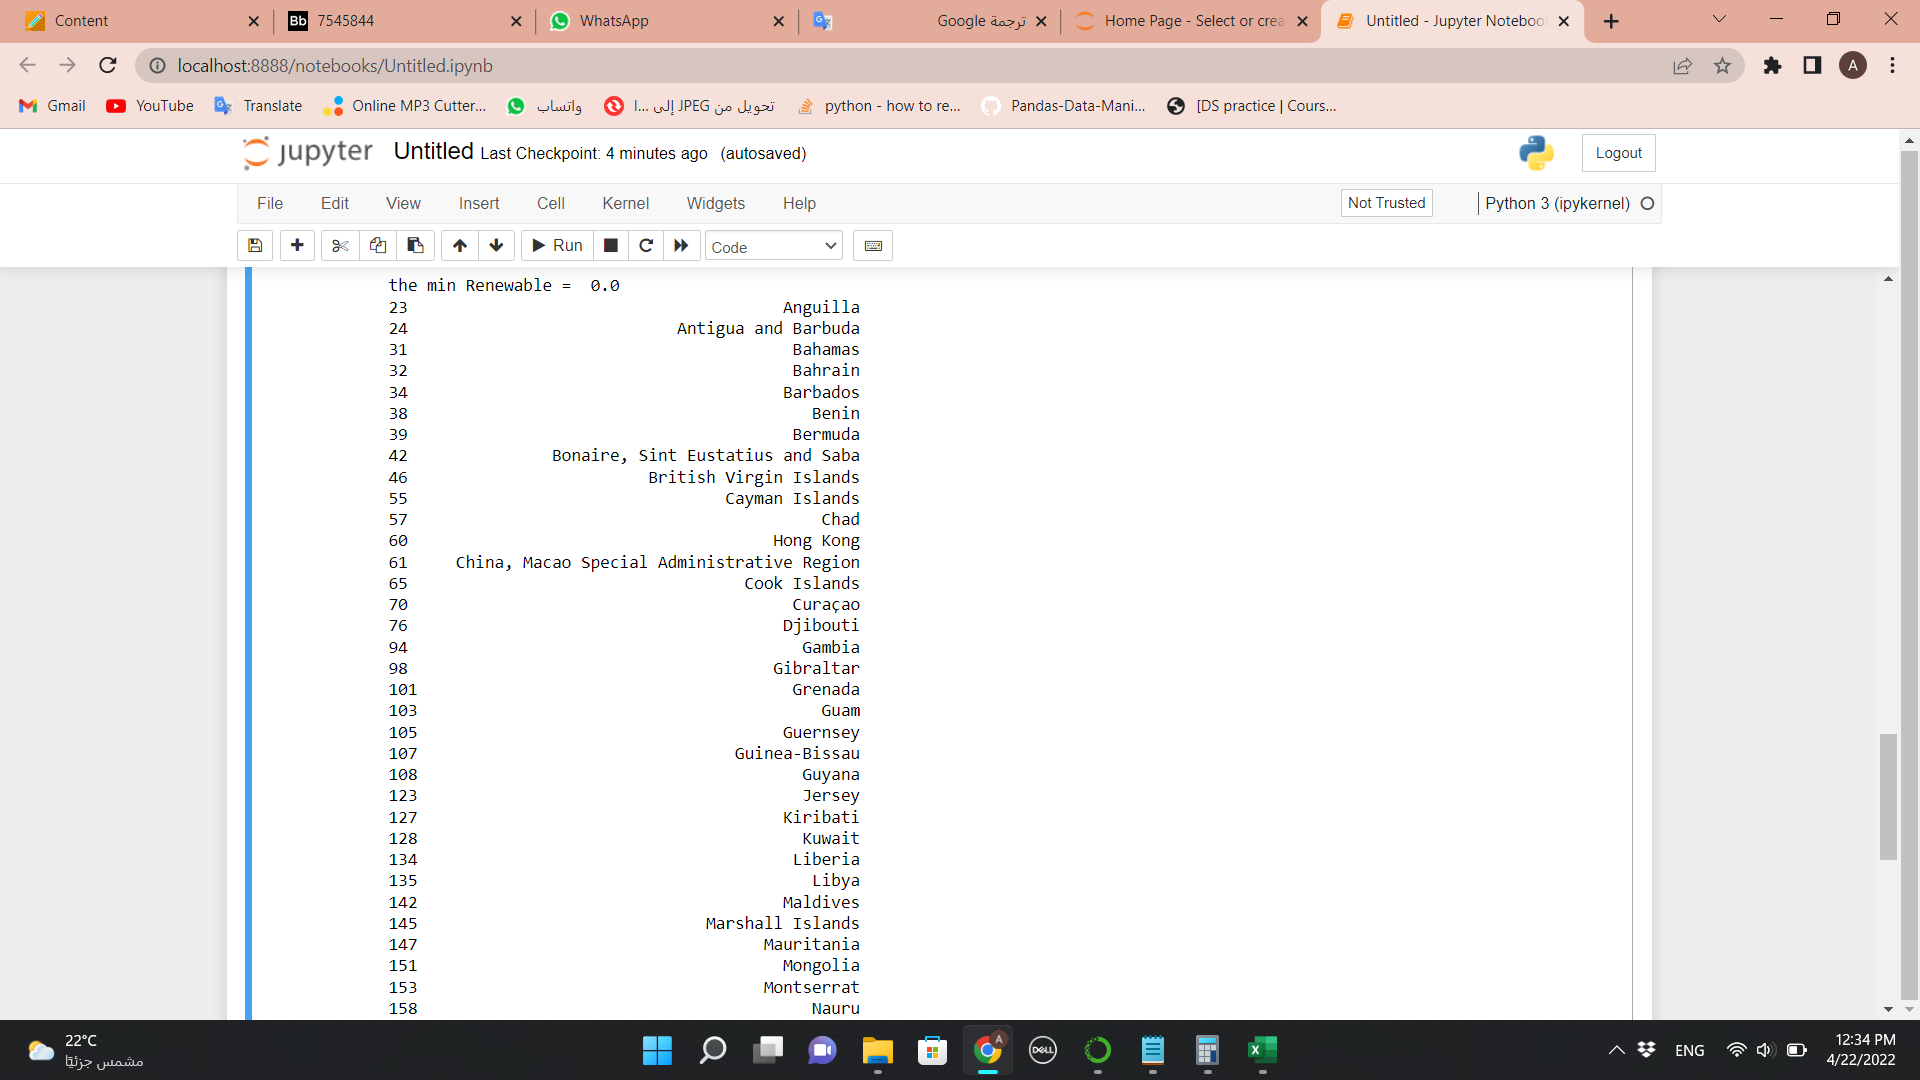 Content
7545844
WhatsApp
ترجمة Google
Home Page - Select or crea
Untitled - Jupyter Noteboo
localhost:8888/notebooks/Untitled.ipynb
A
Gmail
YouTube
Translate
Online MP3 Cutter...
واتساب
تحويل من JPEG إلى I...
python - how to re...
Pandas-Data-Mani...
[DS practice | Cours...
jupyter
Untitled Last Checkpoint: 4 minutes ago (autosaved)
Logout
File Edit View Insert Cell Kernel Widgets Help
Not Trusted
Python 3 (ipykernel)
Run
Code
the min Renewable = 0.0
23 Anguilla
24 Antigua and Barbuda
31 Bahamas
32 Bahrain
34 Barbados
38 Benin
39 Bermuda
42 Bonaire, Sint Eustatius and Saba
46 British Virgin Islands
55 Cayman Islands
57 Chad
60 Hong Kong
61 China, Macao Special Administrative Region
65 Cook Islands
70 Curaçao
76 Djibouti
94 Gambia
98 Gibraltar
101 Grenada
103 Guam
105 Guernsey
107 Guinea-Bissau
108 Guyana
123 Jersey
127 Kiribati
128 Kuwait
134 Liberia
135 Libya
142 Maldives
145 Marshall Islands
147 Mauritania
151 Mongolia
153 Montserrat
158 Nauru
22°C
مشمس جزئيًا
DELL
ENG
12:34 PM
4/22/2022